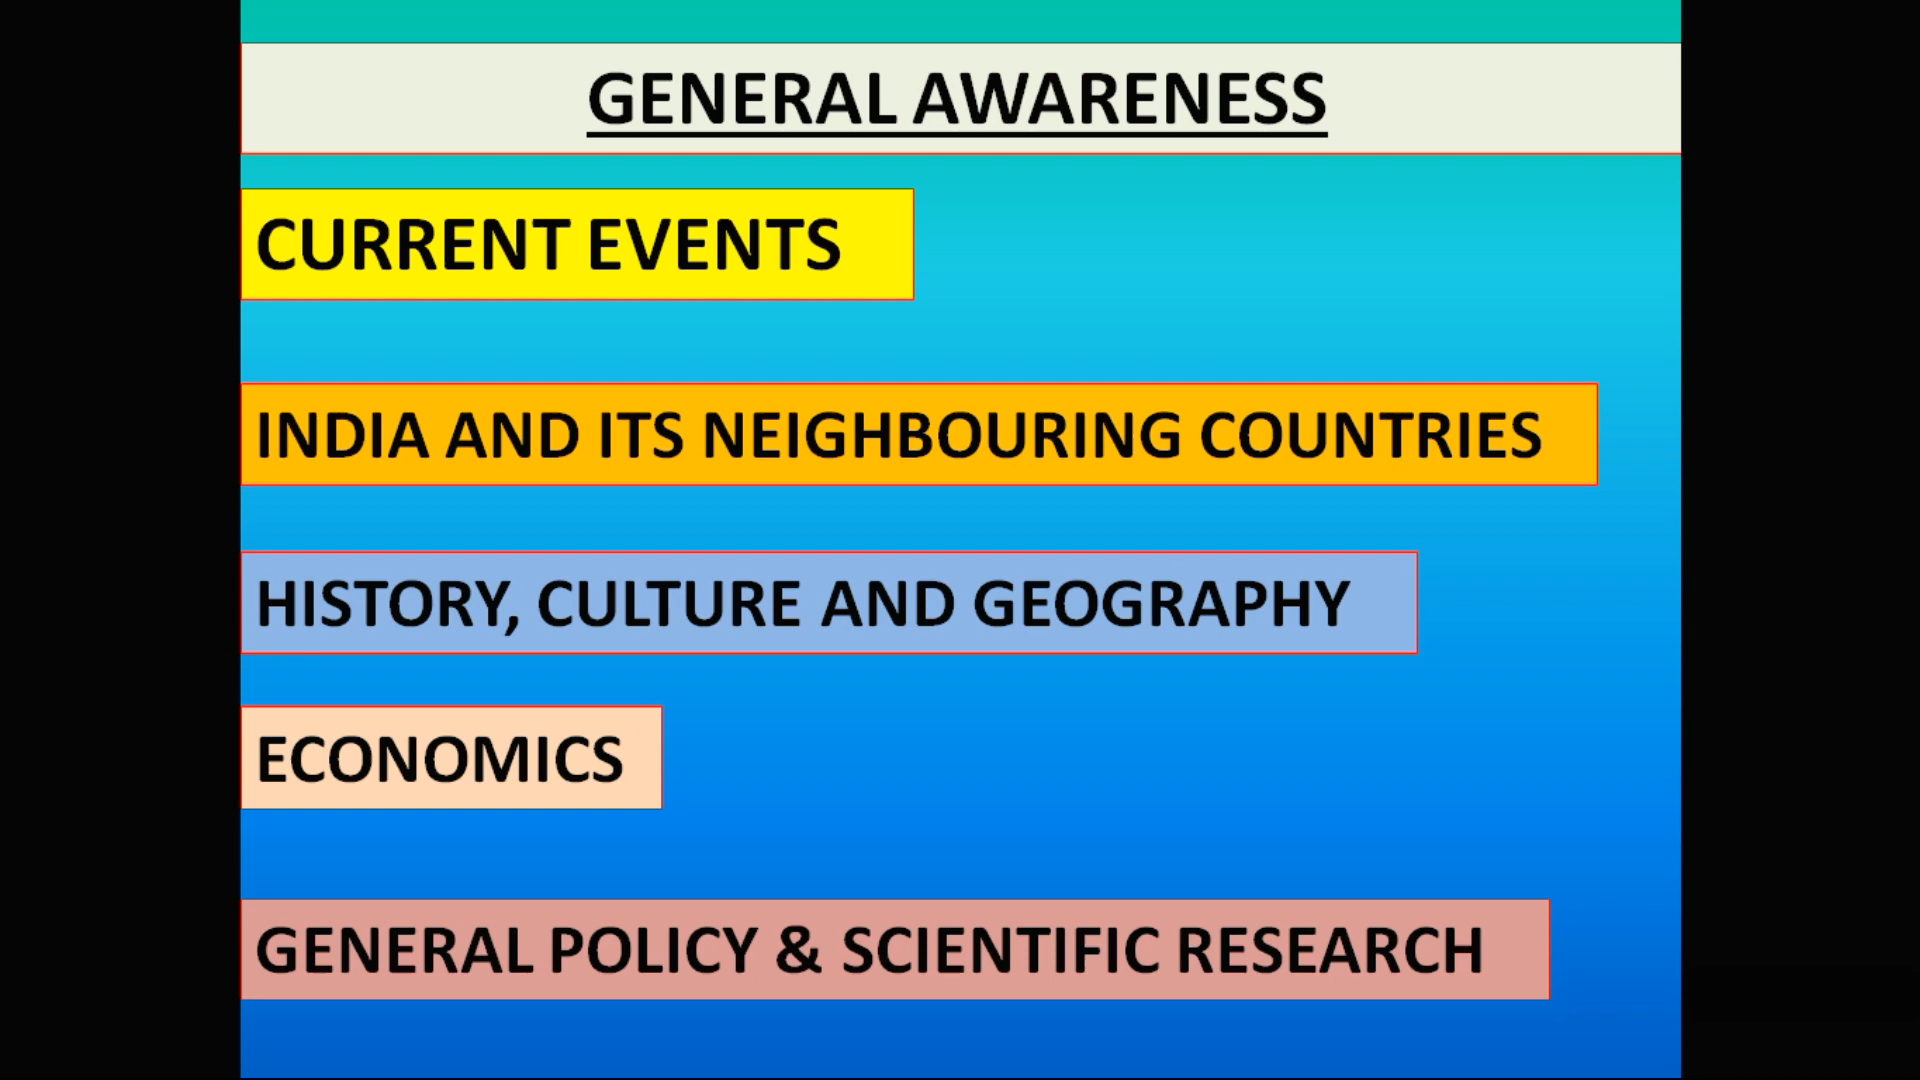 GENERAL AWARENESS
CURRENT EVENTS
INDIA AND ITS NEIGHBOURING COUNTRIES
HISTORY, CULTURE AND GEOGRAPHY
ECONOMICS
GENERAL POLICY & SCIENTIFIC RESEARCH